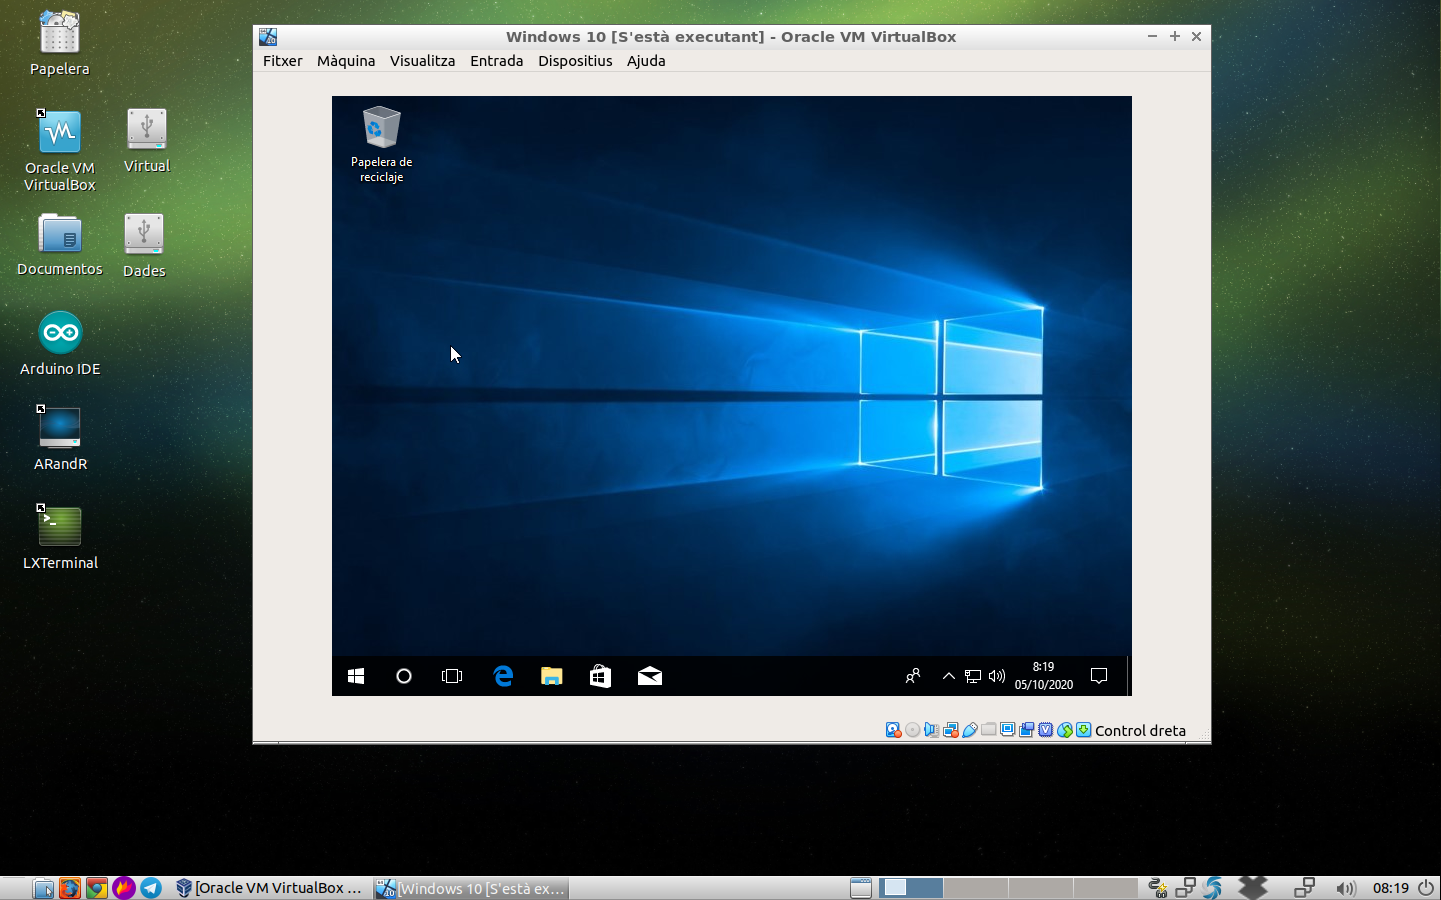 Papelera
Oracle VM
VirtualBox
Virtual
Documentos
Dades
Arduino IDE
ARandR
LXTerminal
Windows 10 [S'està executant] - Oracle VM VirtualBox
Fitxer Màquina Visualitza Entrada Dispositius Ajuda
Papelera de
reciclaje
8:19
05/10/2020
Control dreta
[Oracle VM VirtualBox ...
[Windows 10 [S'està ex...
08:19